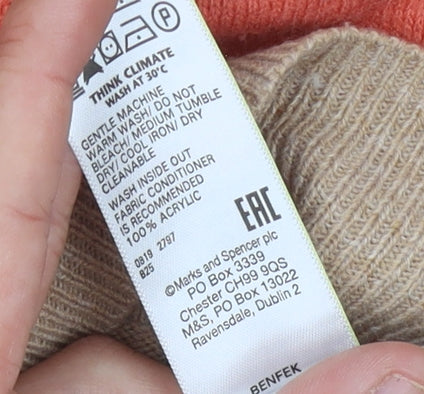 P
THINK CLIMATE
WASH AT 30°C
GENTLE MACHINE
WARM WASH/ DO NOT
BLEACH/ MEDIUM TUMBLE
DRY/ COOL IRON/ DRY
CLEANABLE
WASH INSIDE OUT
FABRIC CONDITIONER
IS RECOMMENDED
100% ACRYLIC
0819 2797
825
EAC
©Marks and Spencer plc
PO Box 3339
Chester CH99 9QS
M&S, PO Box 13022
Ravensdale, Dublin 2
BENFEK